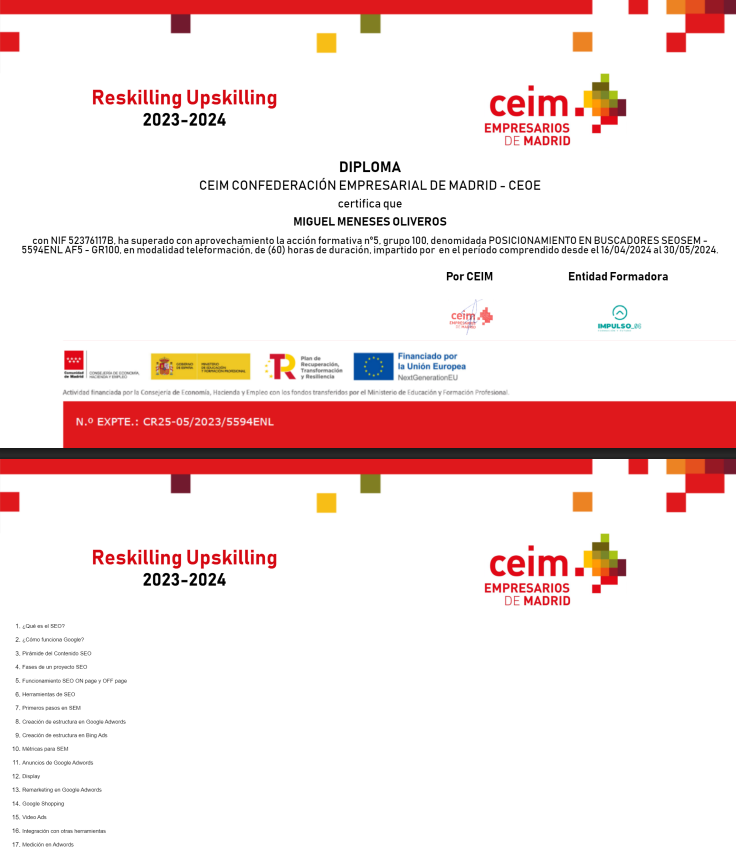 Reskilling Upskilling
2023-2024
ceim
EMPRESARIOS
DE MADRID
DIPLOMA
CEIM CONFEDERACIÓN EMPRESARIAL DE MADRID - CEOE
certifica que
MIGUEL MENESES OLIVEROS
con NIF 52376117B, ha superado con aprovechamiento la acción formativa nº5, grupo 100, denomidada POSICIONAMIENTO EN BUSCADORES SEOSEM -
5594ENL AF5 - GR100, en modalidad teleformación, de (60) horas de duración, impartido por en el período comprendido desde el 16/04/2024 al 30/05/2024.
Por CEIM
Entidad Formadora
ceim
EMPRESARIOS
DE MADRID
IMPULSO_06
Comunidad
de Madrid
CONSEJERÍA DE ECONOMÍA,
HACIENDA Y EMPLEO
GOBIERNO
DE ESPAÑA
MINISTERIO
DE EDUCACIÓN
Y FORMACIÓN PROFESIONAL
Plan de
Recuperación,
Transformación
y Resiliencia
Financiado por
la Unión Europea
NextGenerationEU
Actividad financiada por la Consejería de Economía, Hacienda y Empleo con los fondos transferidos por el Ministerio de Educación y Formación Profesional.
N.º EXPTE.: CR25-05/2023/5594ENL
Reskilling Upskilling
2023-2024
ceim
EMPRESARIOS
DE MADRID
1. ¿Qué es el SEO?
2. ¿Cómo funciona Google?
3. Pirámide del Contenido SEO
4. Fases de un proyecto SEO
5. Funcionamiento SEO ON page y OFF page
6. Herramientas de SEO
7. Primeros pasos en SEM
8. Creación de estructura en Google Adwords
9. Creación de estructura en Bing Ads
10. Métricas para SEM
11. Anuncios de Google Adwords
12. Display
13. Remarketing en Google Adwords
14. Google Shopping
15. Video Ads
16. Integración con otras herramientas
17. Medición en Adwords